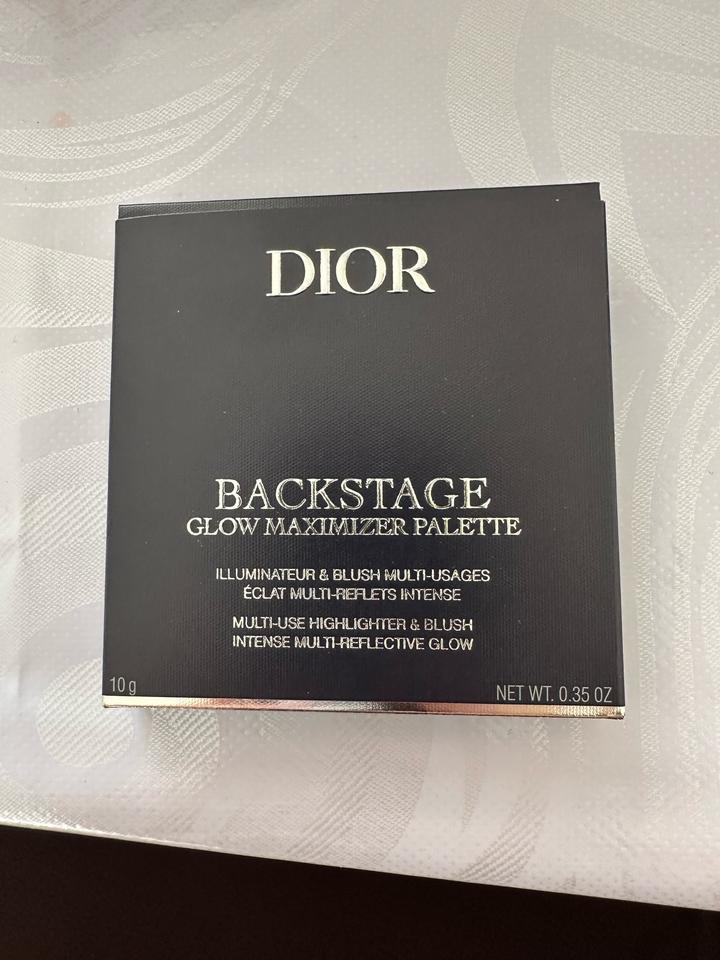 DIOR
BACKSTAGE
GLOW MAXIMIZER PALETTE
ILLUMINATEUR & BLUSH MULTI-USAGES
ÉCLAT MULTI-REFLETS INTENSE
MULTI-USE HIGHLIGHTER & BLUSH
INTENSE MULTI-REFLECTIVE GLOW
10 g
NET WT. 0.35 OZ